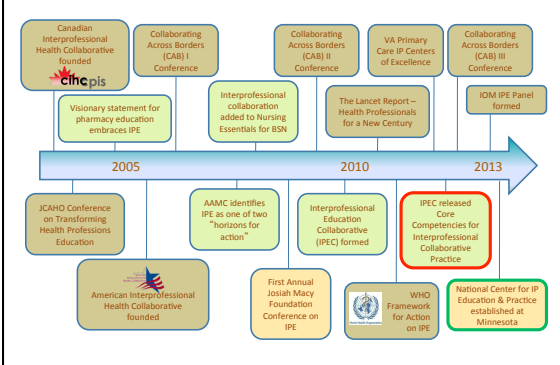 Canadian
Interprofessional
Health Collaborative
founded
cihcpis
Collaborating
Across Borders
(CAB) I
Conference
Collaborating
Across Borders
(CAB) II
Conference
VA Primary
Care IP Centers
of Excellence
Collaborating
Across Borders
(CAB) III
Conference
Visionary statement for
pharmacy education
embraces IPE
Interprofessional
collaboration
added to Nursing
Essentials for BSN
The Lancet Report –
Health Professionals
for a New Century
IOM IPE Panel
formed
2005
2010
2013
JCAHO Conference
on Transforming
Health Professions
Education
AAMC identifies
IPE as one of two
"horizons for
action"
Interprofessional
Education
Collaborative
(IPEC) formed
IPEC released
Core
Competencies for
Interprofessional
Collaborative
Practice
American Interprofessional
Health Collaborative
founded
First Annual
Josiah Macy
Foundation
Conference on
IPE
WHO
Framework
for Action
on IPE
National Center for IP
Education & Practice
established at
Minnesota